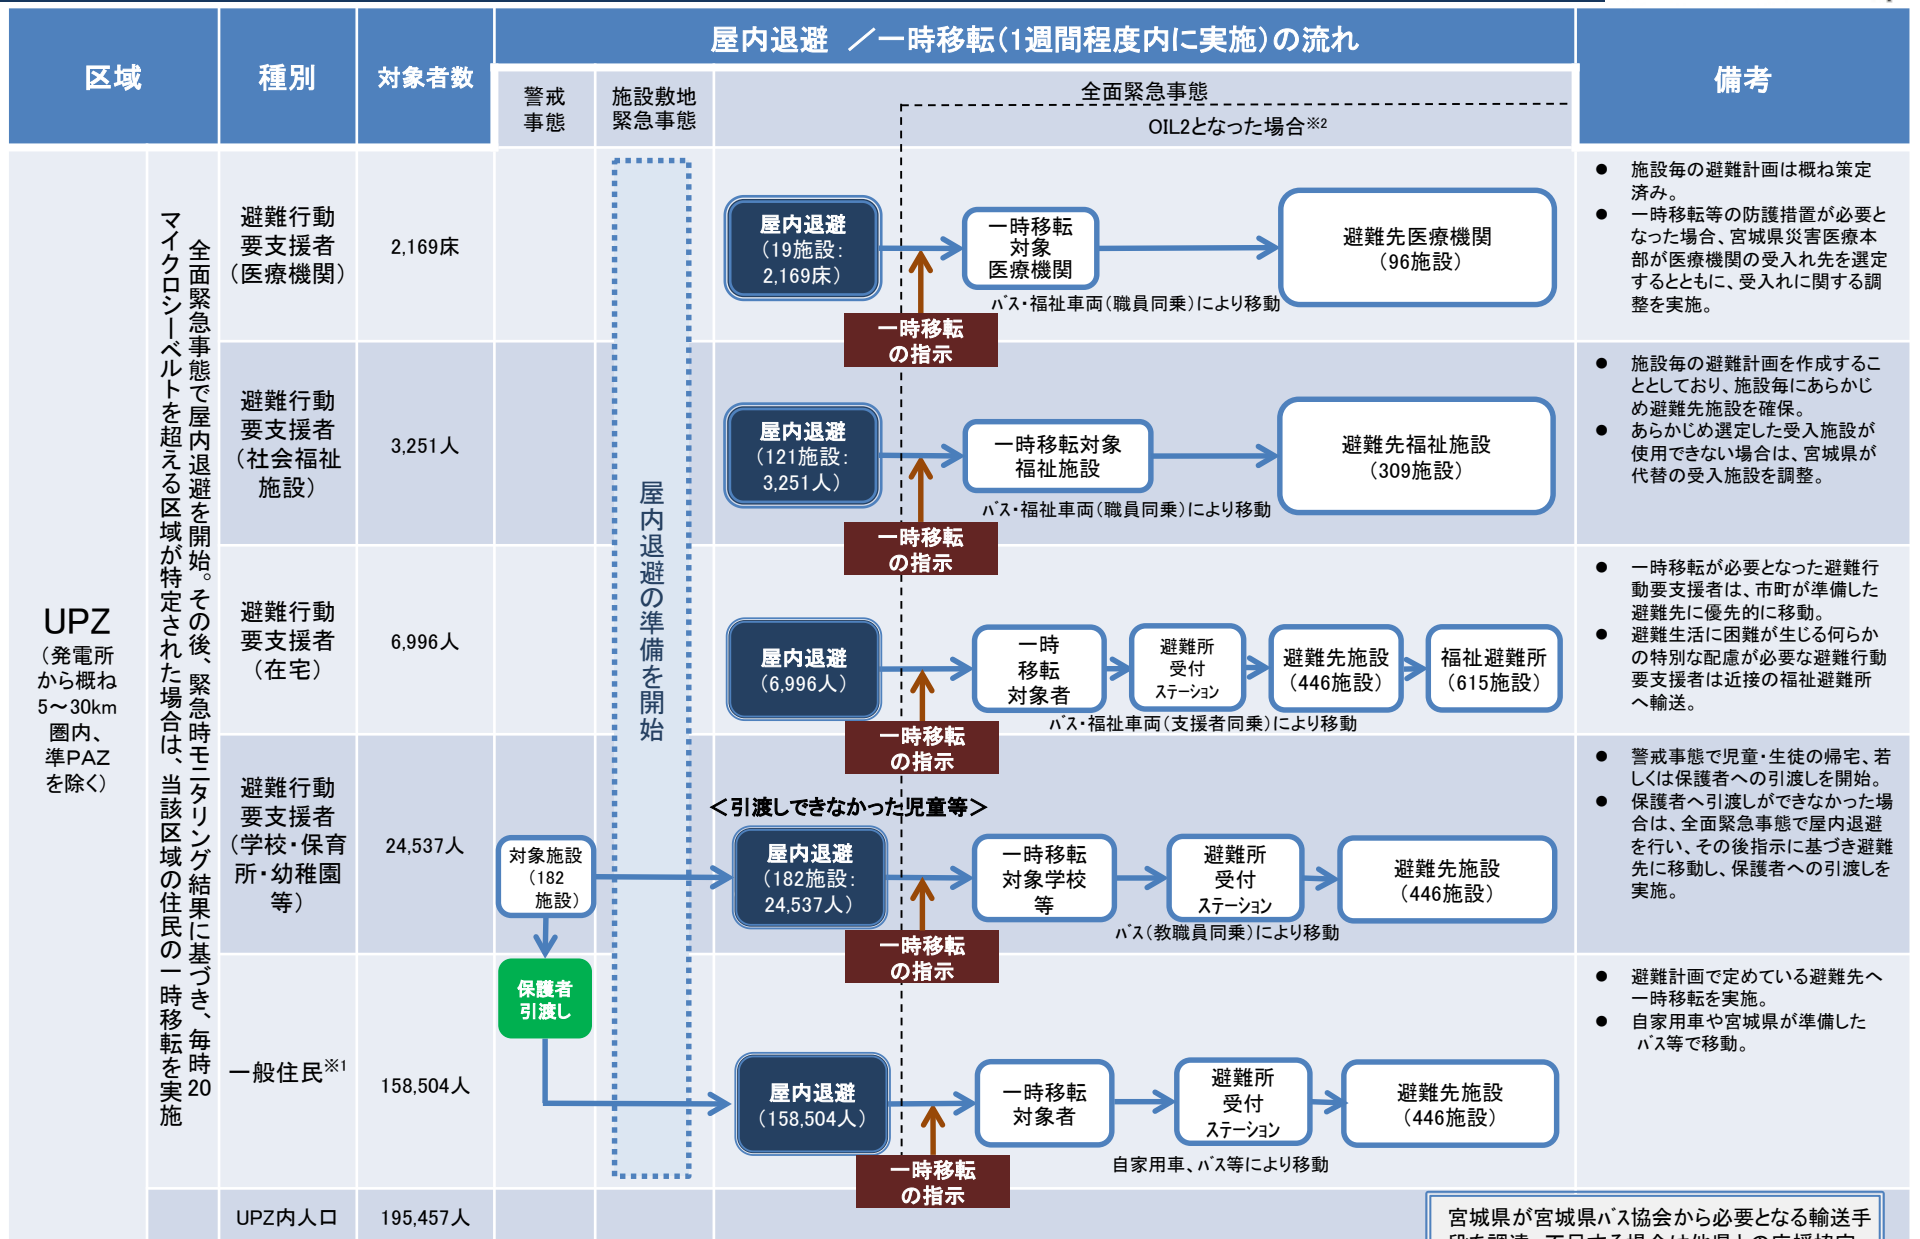 区域
種別
対象者数
屋内退避 ／一時移転(1週間程度内に実施)の流れ
備考
警戒
事態
施設敷地
緊急事態
全面緊急事態
OIL2となった場合※2
UPZ
(発電所
から概ね
5～30km
圏内、
準PAZ
を除く)
全面緊急事態で屋内退避を開始。その後、緊急時モニタリング結果に基づき、毎時20
マイクロシーベルトを超える区域が特定された場合は、当該区域の住民の一時移転を実施
屋内退避の準備を開始
避難行動
要支援者
(医療機関)
2,169床
屋内退避
(19施設:
2,169床)
一時移転
対象
医療機関
避難先医療機関
(96施設)
バス・福祉車両(職員同乗)により移動
一時移転
の指示
● 施設毎の避難計画は概ね策定
済み。
● 一時移転等の防護措置が必要と
なった場合、宮城県災害医療本
部が医療機関の受入れ先を選定
するとともに、受入れに関する調
整を実施。
避難行動
要支援者
(社会福祉
施設)
3,251人
屋内退避
(121施設:
3,251人)
一時移転対象
福祉施設
避難先福祉施設
(309施設)
バス・福祉車両(職員同乗)により移動
一時移転
の指示
● 施設毎の避難計画を作成するこ
ととしており、施設毎にあらかじ
め避難先施設を確保。
● あらかじめ選定した受入施設が
使用できない場合は、宮城県が
代替の受入施設を調整。
避難行動
要支援者
(在宅)
6,996人
屋内退避
(6,996人)
一時
移転
対象者
避難所
受付
ステーション
避難先施設
(446施設)
福祉避難所
(615施設)
バス・福祉車両(支援者同乗)により移動
一時移転
の指示
● 一時移転が必要となった避難行
動要支援者は、市町が準備した
避難先に優先的に移動。
● 避難生活に困難が生じる何らか
の特別な配慮が必要な避難行動
要支援者は近接の福祉避難所
へ輸送。
避難行動
要支援者
(学校・保育
所・幼稚園
等)
24,537人
対象施設
(182
施設)
保護者
引渡し
＜引渡しできなかった児童等＞
屋内退避
(182施設:
24,537人)
一時移転
対象学校
等
避難所
受付
ステーション
避難先施設
(446施設)
バス(教職員同乗)により移動
一時移転
の指示
● 警戒事態で児童・生徒の帰宅、若
しくは保護者への引渡しを開始。
● 保護者へ引渡しができなかった場
合は、全面緊急事態で屋内退避
を行い、その後指示に基づき避難
先に移動し、保護者への引渡しを
実施。
一般住民※1
158,504人
屋内退避
(158,504人)
一時移転
対象者
避難所
受付
ステーション
避難先施設
(446施設)
自家用車、バス等により移動
一時移転
の指示
● 避難計画で定めている避難先へ
一時移転を実施。
● 自家用車や宮城県が準備した
バス等で移動。
UPZ内人口
195,457人
宮城県が宮城県バス協会から必要となる輸送手